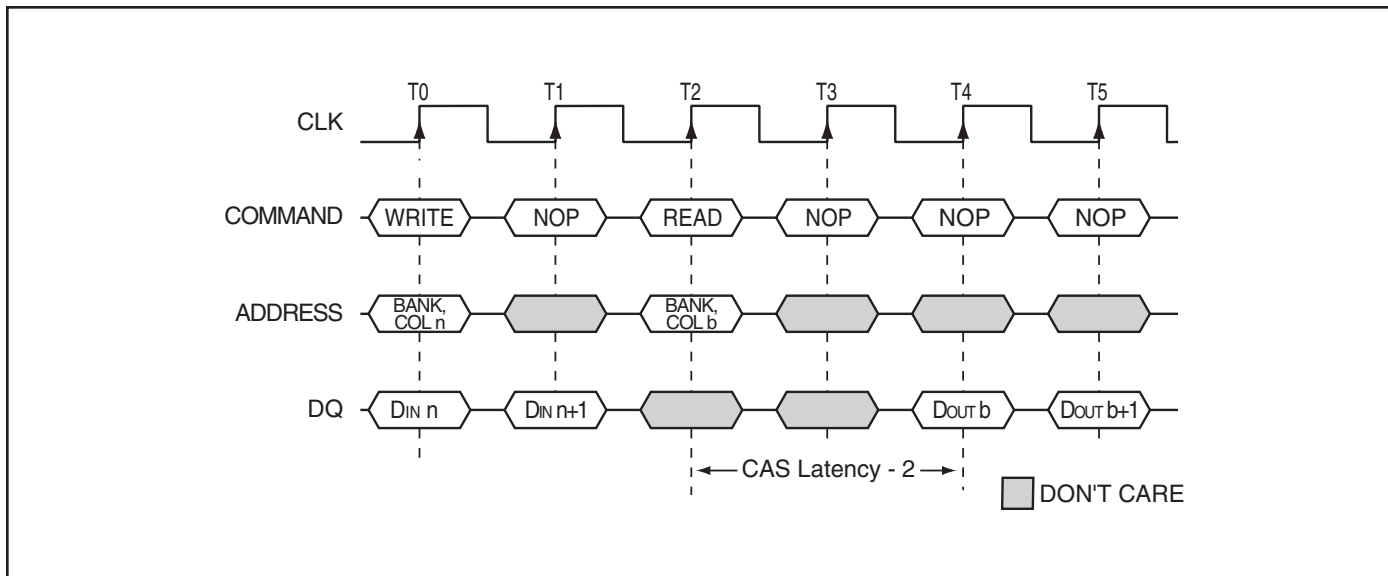 T0 T1 T2 T3 T4 T5
CLK
COMMAND WRITE NOP READ NOP NOP NOP
ADDRESS BANK, COL n BANK, COL b
DQ DIN n DIN n+1 DOUT b DOUT b+1
CAS Latency - 2
DON'T CARE